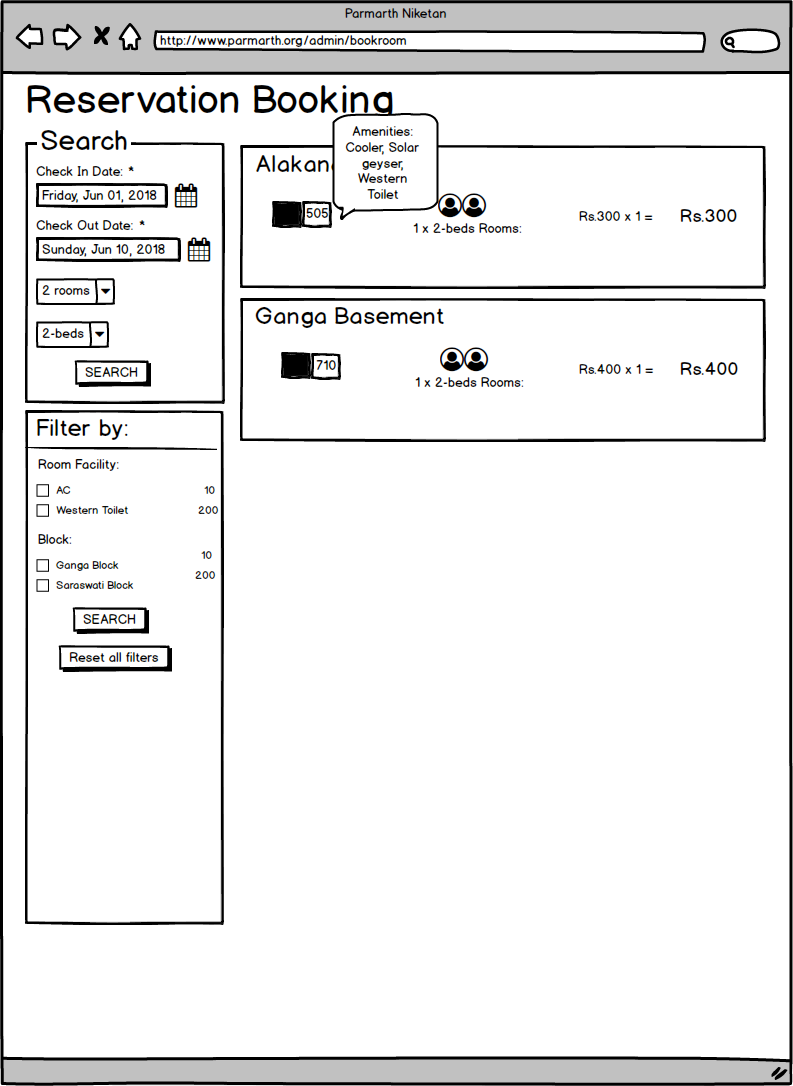 Parmarth Niketan
http://www.parmarth.org/admin/bookroom
Reservation Booking
Search
Check In Date: *
Friday, Jun 01, 2018
Check Out Date: *
Sunday, Jun 10, 2018
2 rooms
2-beds
SEARCH
Filter by:
Room Facility:
AC 10
Western Toilet 200
Block:
10
Ganga Block
200
Saraswati Block
SEARCH
Reset all filters
Amenities:
Cooler, Solar
geyser,
Western
Toilet
505
1 x 2-beds Rooms:
Rs.300 x 1 =
Rs.300
Ganga Basement
710
1 x 2-beds Rooms:
Rs.400 x 1 =
Rs.400